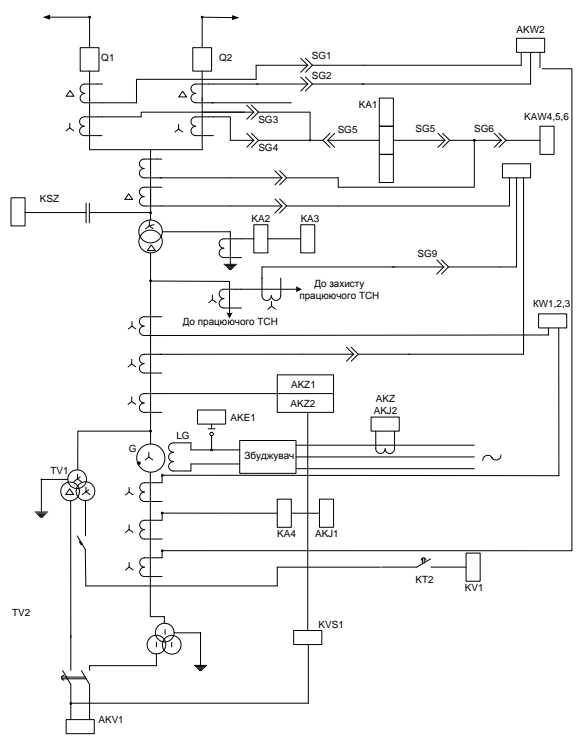 Q1
Q2
SG1
AKW2
SG2
KA1
SG3
SG4
SG5
SG5
SG6
KAW4,5,6
KSZ
KA2
KA3
SG9
До захисту
працюючого ТСН
До працюючого ТСН
KW1,2,3
AKZ1
AKZ2
AKE1
AKZ
AKJ2
LG
G
Збуджувач
TV1
KA4
AKJ1
KT2
KV1
TV2
KVS1
AKV1